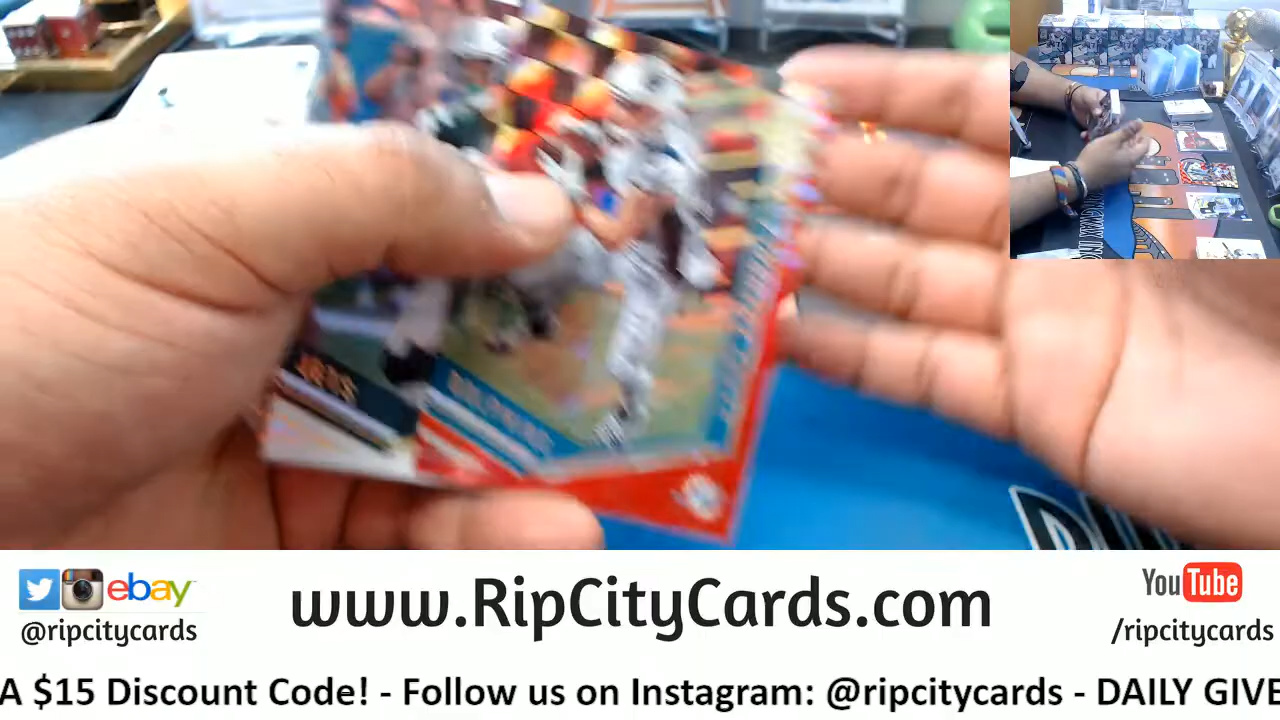 ebay
www.RipCityCards.com
YouTube
@ripcitycards
/ripcitycards
A $15 Discount Code! - Follow us on Instagram: @ripcitycards - DAILY GIVE